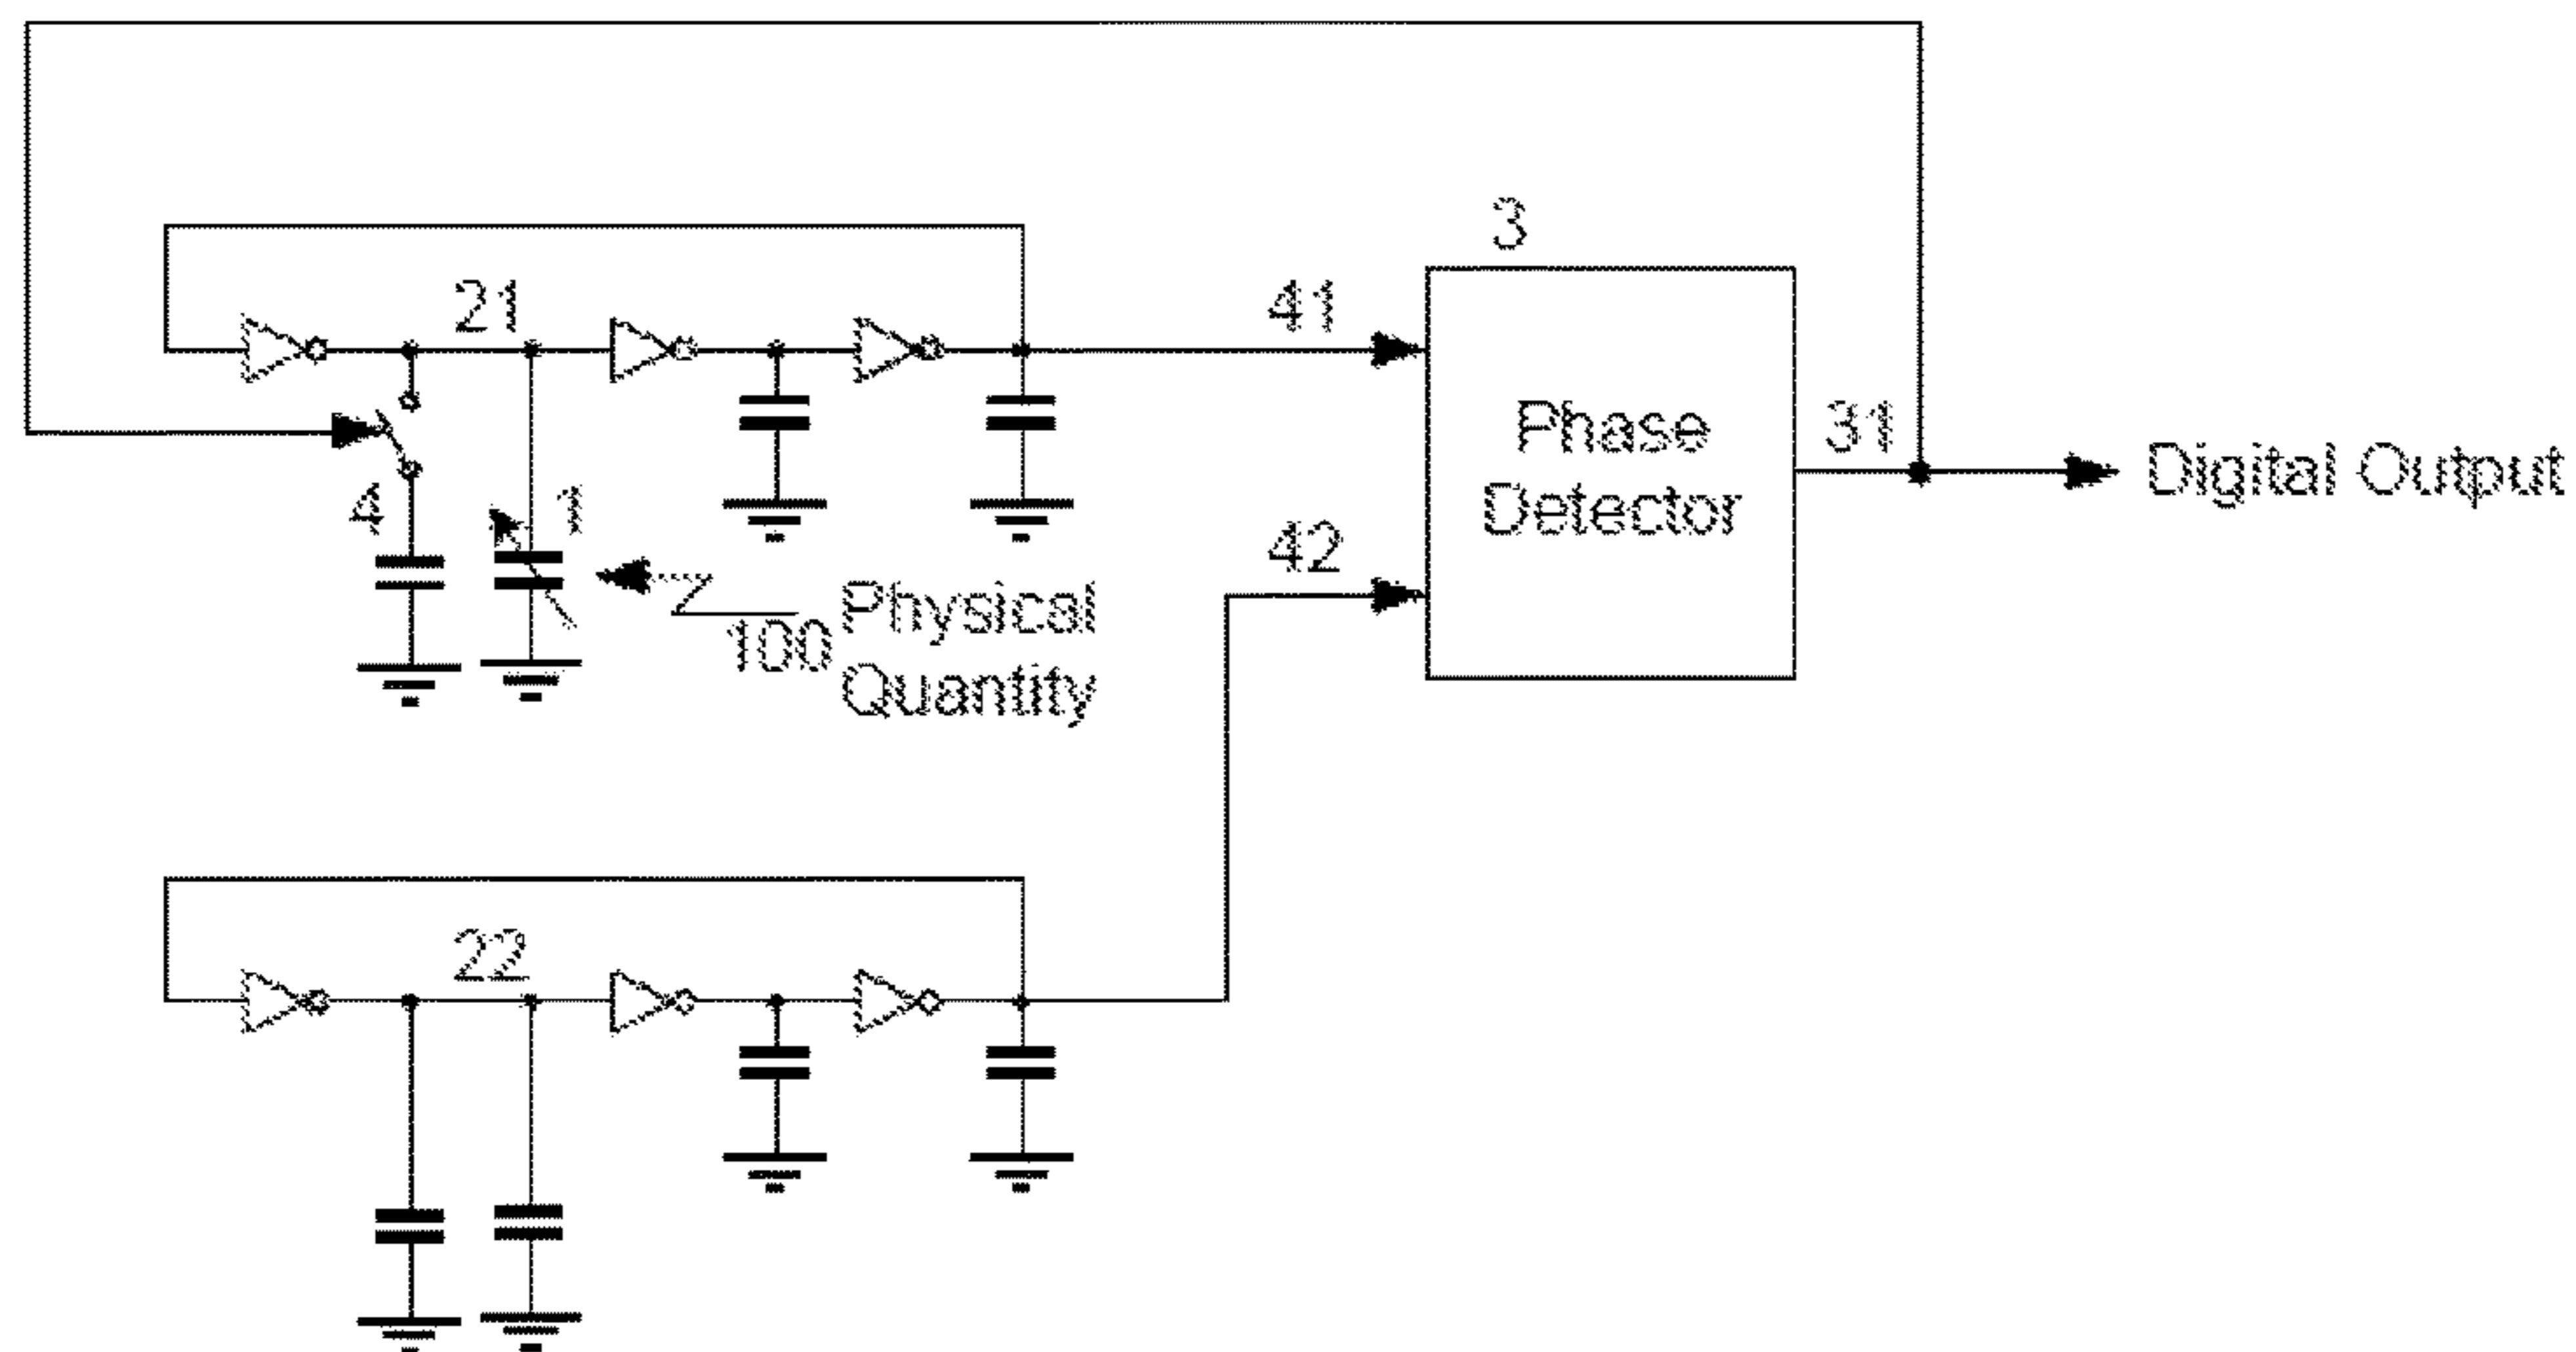 3
21
41
Phase
Detector
31
Digital Output
4
1
42
100
Physical
Quantity
22